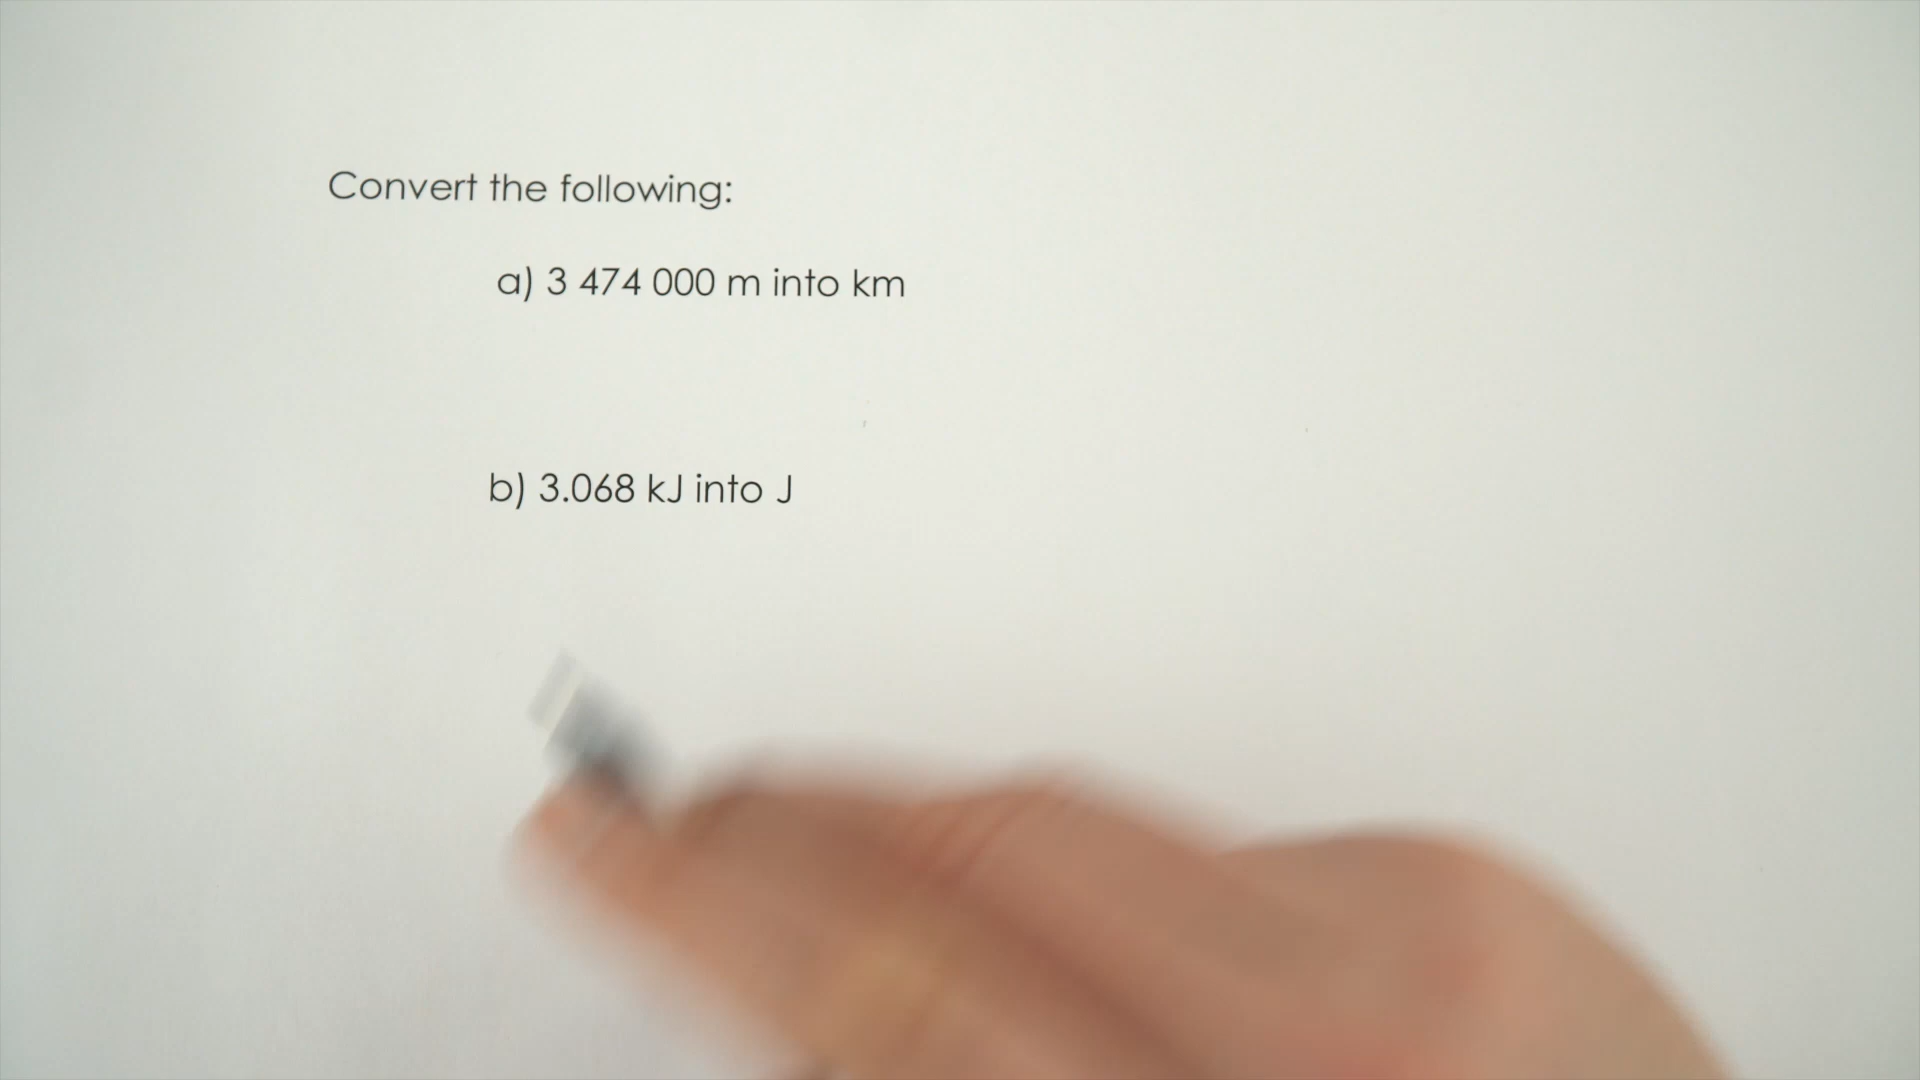 Convert the following:
a) 3 474 000 m into km
b) 3.068 kJ into J